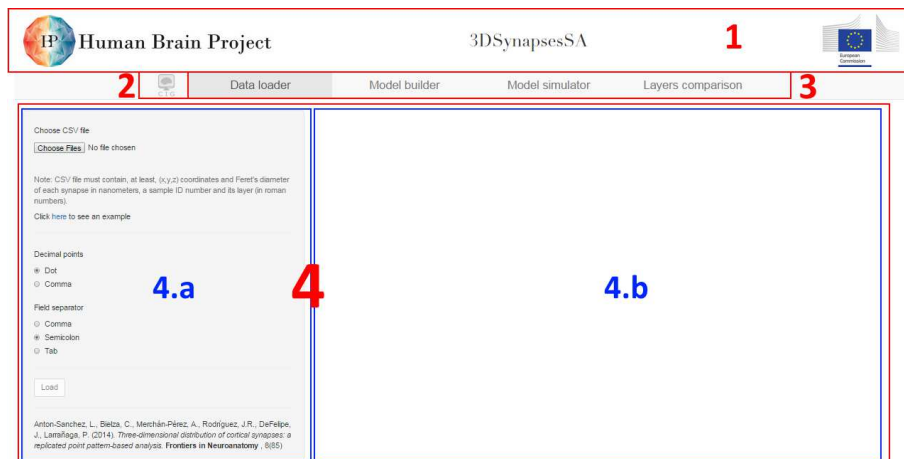 HP Human Brain Project
3DSynapsesSA
1
European
Commission
2
CIG
Data loader
Model builder
Model simulator
Layers comparison
3
Choose CSV file
Choose Files No file chosen
Note: CSV file must contain, at least, (x,y,z) coordinates and Feret's diameter
of each synapse in nanometers, a sample ID number and its layer (in roman
numbers).
Click here to see an example
Decimal points
Dot
Comma
4.a
4
4.b
Field separator
Comma
Semicolon
Tab
Load
Anton-Sanchez, L., Bielza, C., Merchán-Pérez, A., Rodríguez, J.R., DeFelipe,
J., Larrañaga, P. (2014). Three-dimensional distribution of cortical synapses: a
replicated point pattern-based analysis. Frontiers in Neuroanatomy , 8(85)